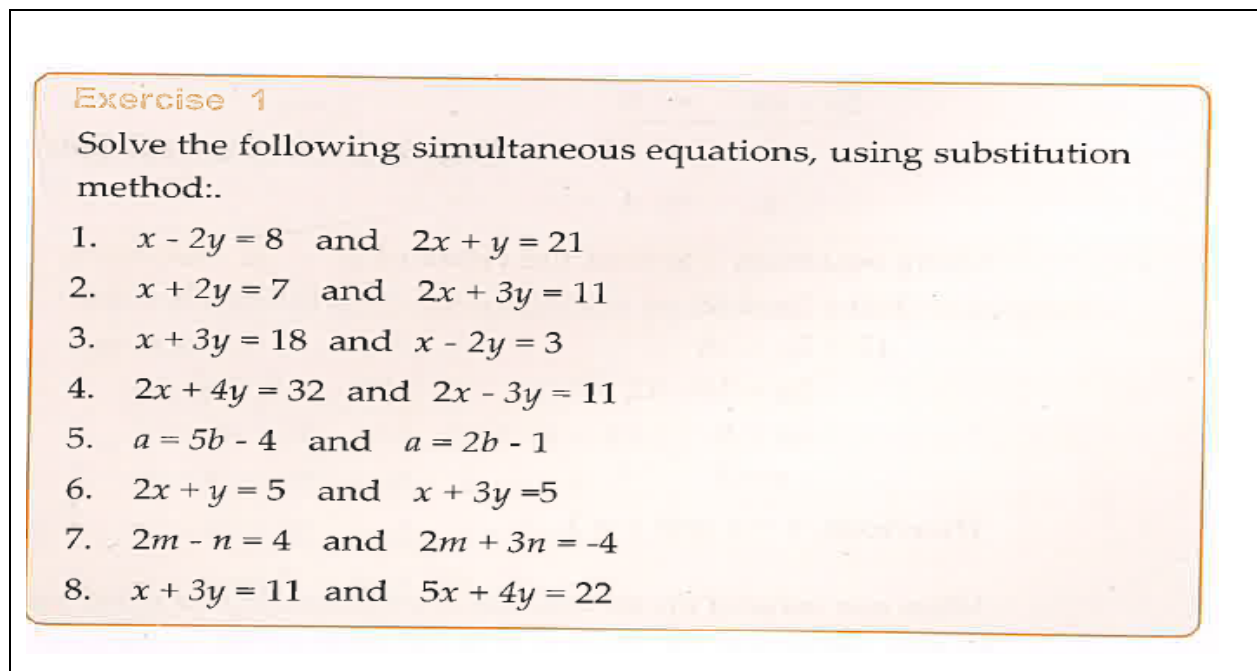 Exercise 1
Solve the following simultaneous equations, using substitution
method:.
1. x - 2y = 8 and 2x + y = 21
2. x + 2y = 7 and 2x + 3y = 11
3. x + 3y = 18 and x - 2y = 3
4. 2x + 4y = 32 and 2x - 3y = 11
5. a = 5b - 4 and a = 2b - 1
6. 2x + y = 5 and x + 3y =5
7. 2m - n = 4 and 2m + 3n = -4
8. x + 3y = 11 and 5x + 4y = 22